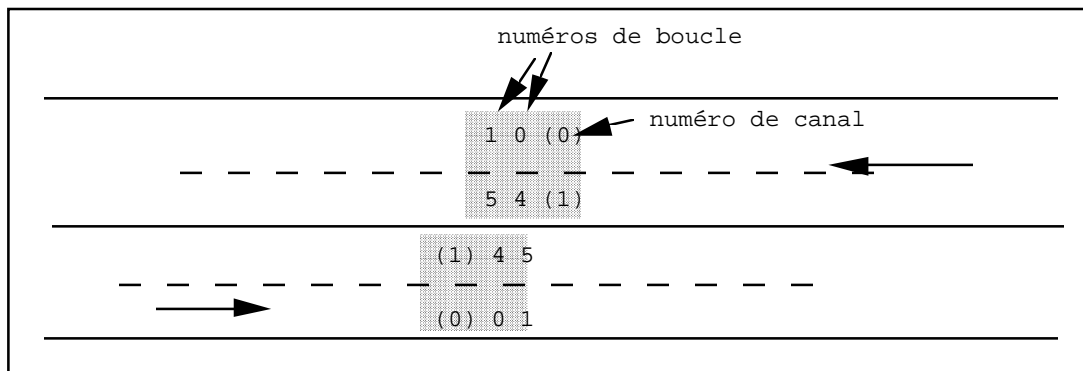 numéros de boucle
numéro de canal
1 0 (0)
5 4 (1)
(1) 4 5
(0) 0 1